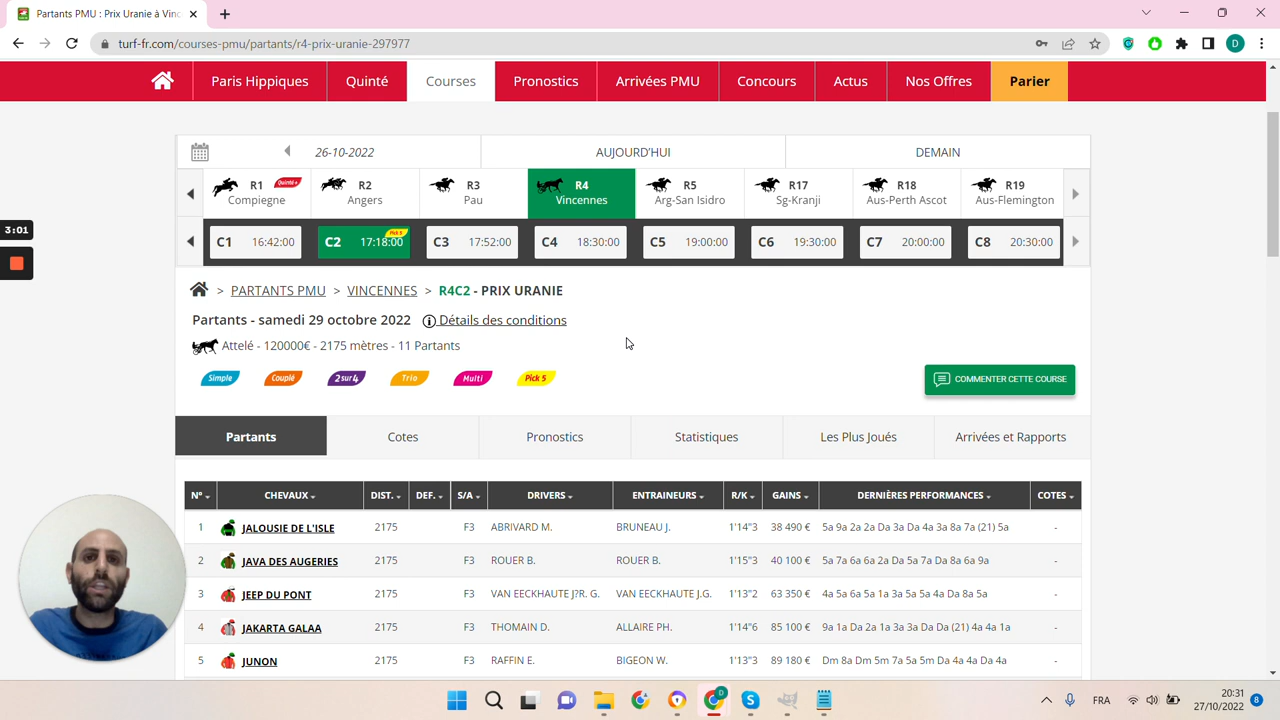 Partants PMU : Prix Uranie à Vinc
turf-fr.com/courses-pmu/partants/r4-prix-uranie-297977
D
Paris Hippiques Quinté Courses Pronostics Arrivées PMU Concours Actus Nos Offres Parier
26-10-2022 AUJOURD'HUI DEMAIN
R1 Quinté+ R2 R3 R4 R5 R17 R18 R19
Compiegne Angers Pau Vincennes Arg-San Isidro Sg-Kranji Aus-Perth Ascot Aus-Flemington
3:01
C1 16:42:00 C2 17:18:00 Pick 5 C3 17:52:00 C4 18:30:00 C5 19:00:00 C6 19:30:00 C7 20:00:00 C8 20:30:00
> PARTANTS PMU > VINCENNES > R4C2 - PRIX URANIE
Partants - samedi 29 octobre 2022 Détails des conditions
Attelé - 120000€ - 2175 mètres - 11 Partants
Simple Couplé 2sur4 Trio Multi Pick 5
COMMENTER CETTE COURSE
Partants Cotes Pronostics Statistiques Les Plus Joués Arrivées et Rapports
N° CHEVAUX DIST. DEF. S/A DRIVERS ENTRAINEURS R/K GAINS DERNIÈRES PERFORMANCES COTES
1 JALOUSIE DE L'ISLE 2175 F3 ABRIVARD M. BRUNEAU J. 1'14"3 38 490 € 5a 9a 2a 2a Da 3a Da 4a 3a 8a 7a (21) 5a -
2 JAVA DES AUGERIES 2175 F3 ROUER B. ROUER B. 1'15"3 40 100 € 5a 7a 6a 6a 2a Da 5a 7a Da 8a 6a 9a -
3 JEEP DU PONT 2175 F3 VAN EECKHAUTE J?R. G. VAN EECKHAUTE J.G. 1'13"2 63 350 € 4a 5a 6a 5a 1a 3a 5a 5a 4a Da 8a 5a -
4 JAKARTA GALAA 2175 F3 THOMAIN D. ALLAIRE PH. 1'14"6 85 100 € 9a 1a Da 2a 1a 3a 3a Da Da (21) 4a 4a 1a -
5 JUNON 2175 F3 RAFFIN E. BIGEON W. 1'13"3 89 180 € Dm 8a Dm 5m 7a 5a 5m Da 4a 4a Da 4a -
D
FRA
20:31
27/10/2022
8